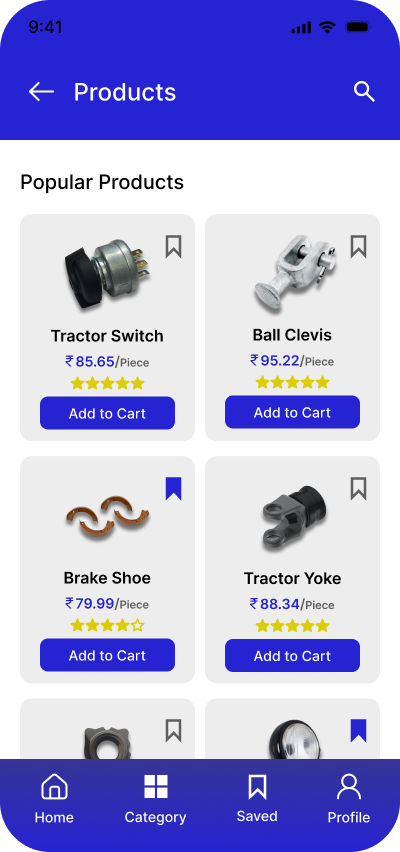 9:41
Products
Popular Products
Tractor Switch
₹85.65/Piece
Add to Cart
Ball Clevis
₹95.22/Piece
Add to Cart
Brake Shoe
₹79.99/Piece
Add to Cart
Tractor Yoke
₹88.34/Piece
Add to Cart
Home
Category
Saved
Profile